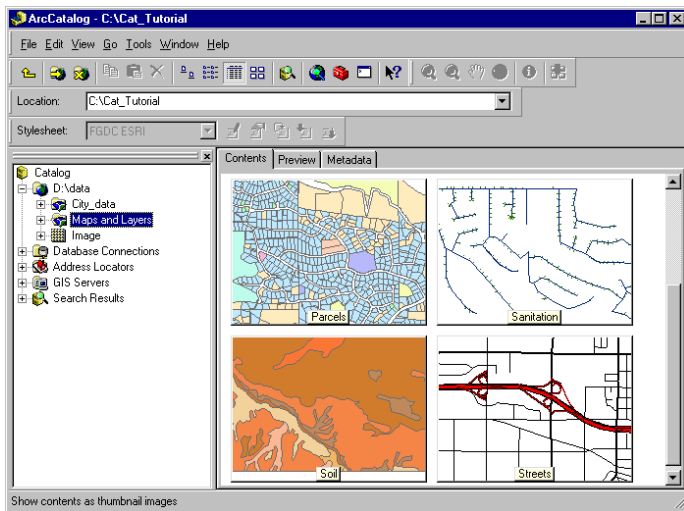 ArcCatalog - C:\Cat_Tutorial
File Edit View Go Tools Window Help
Location: C:\Cat_Tutorial
Stylesheet: FGDC ESRI
Contents Preview Metadata
Catalog
D:\data
City_data
Maps and Layers
Image
Database Connections
Address Locators
GIS Servers
Search Results
Parcels
Sanitation
Soil
Streets
Show contents as thumbnail images